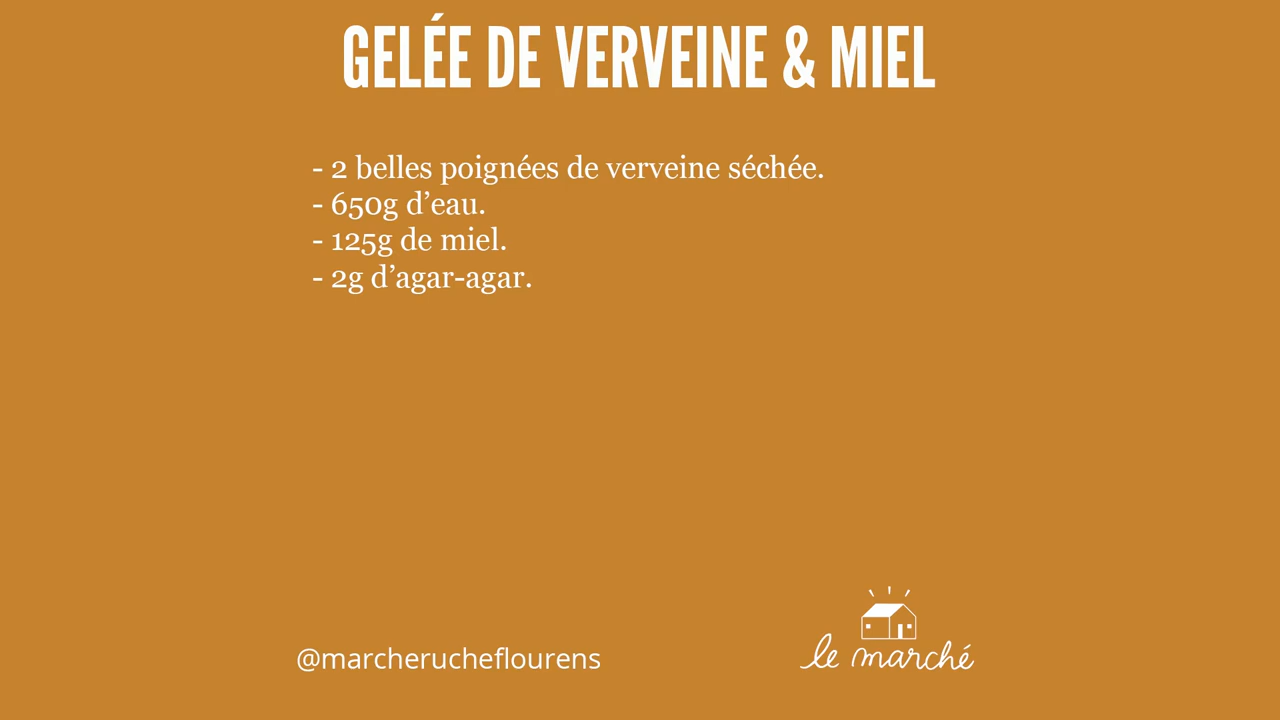 GELÉE DE VERVEINE & MIEL
- 2 belles poignées de verveine séchée.
- 650g d’eau.
- 125g de miel.
- 2g d’agar-agar.
@marcherucheflourens
le marché